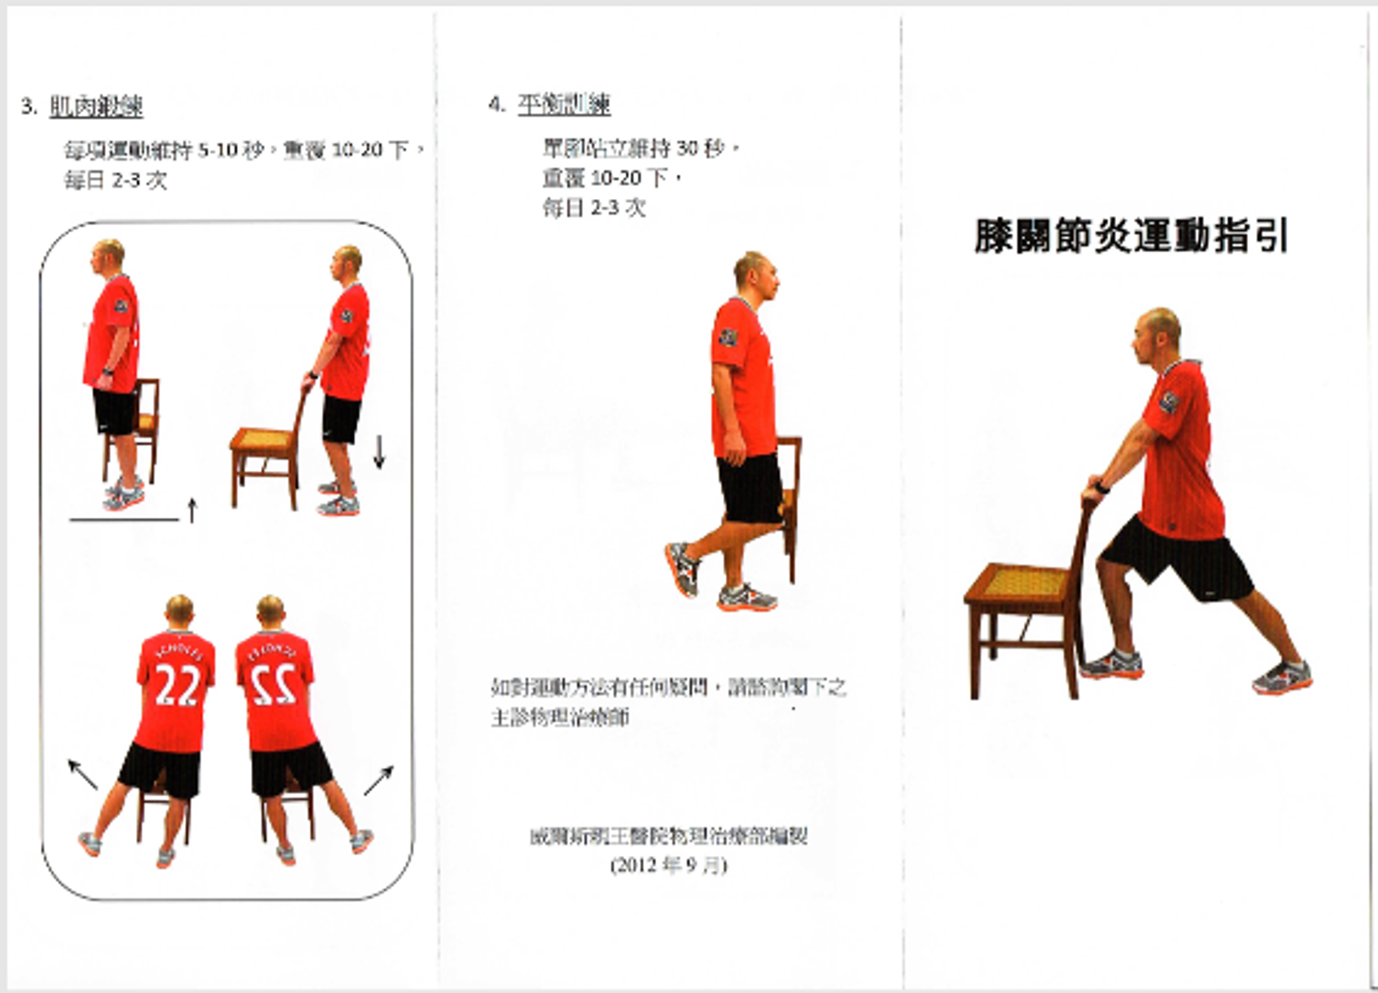 3. 肌肉鍛練
每項運動維持 5-10 秒，重覆 10-20 下，
每日 2-3 次
SCHOLES
22
4. 平衡訓練
單腳站立維持 30 秒，
重覆 10-20 下，
每日 2-3 次
如對運動方法有任何疑問，請諮詢閣下之
主診物理治療師
威爾斯親王醫院物理治療部編製
(2012 年 9 月)
膝關節炎運動指引